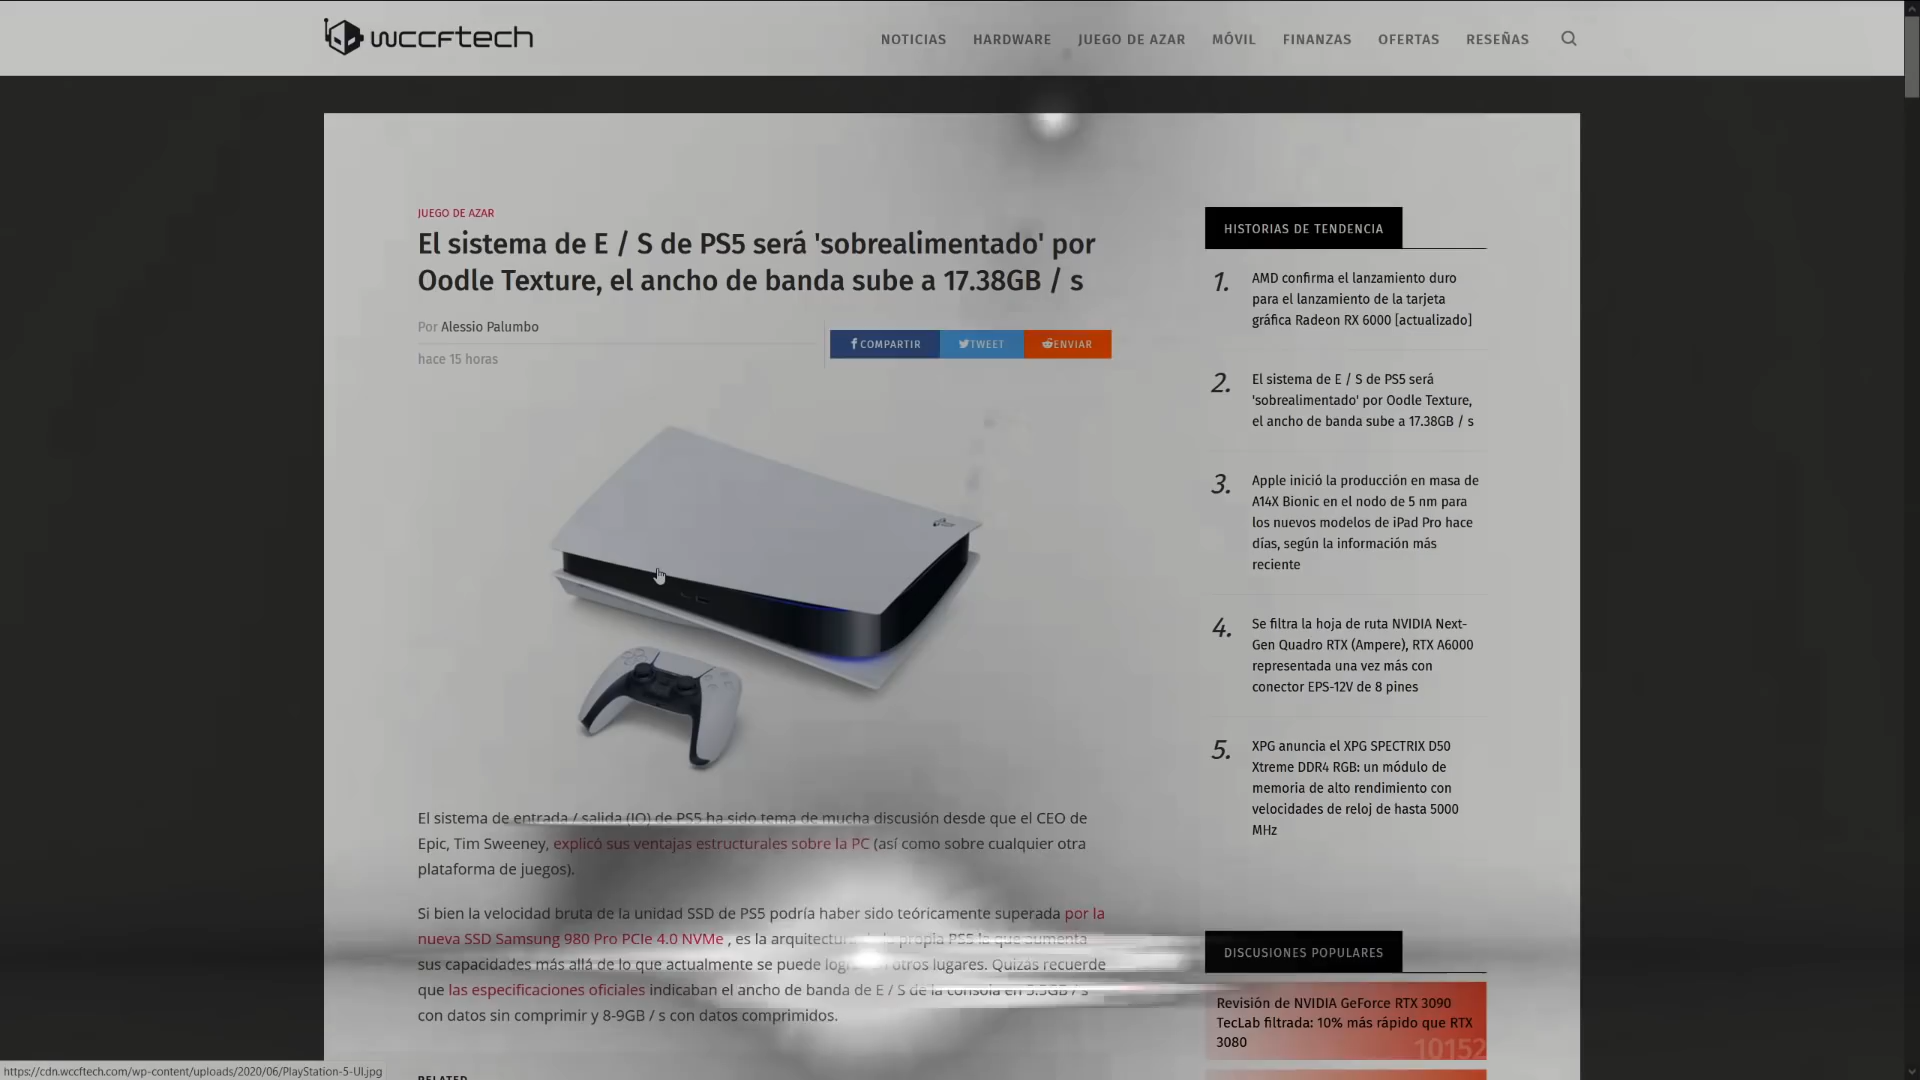 wccftech
NOTICIAS HARDWARE JUEGO DE AZAR MÓVIL FINANZAS OFERTAS RESEÑAS
JUEGO DE AZAR
El sistema de E / S de PS5 será 'sobrealimentado' por
Oodle Texture, el ancho de banda sube a 17.38GB / s
Por Alessio Palumbo
hace 15 horas
COMPARTIR TWEET ENVIAR
El sistema de entrada / salida (IO) de PS5 ha sido tema de mucha discusión desde que el CEO de
Epic, Tim Sweeney, explicó sus ventajas estructurales sobre la PC (así como sobre cualquier otra
plataforma de juegos).
Si bien la velocidad bruta de la unidad SSD de PS5 podría haber sido teóricamente superada por la
nueva SSD Samsung 980 Pro PCIe 4.0 NVMe , es la propia PS5 la que aumenta
sus capacidades más allá de lo que actualmente se puede otros lugares. Quizás recuerde
que las especificaciones oficiales indicaban el ancho de banda de E / S de la consola en 5.5GB / s
con datos sin comprimir y 8-9GB / s con datos comprimidos.
RELATED
HISTORIAS DE TENDENCIA
1. AMD confirma el lanzamiento duro
para el lanzamiento de la tarjeta
gráfica Radeon RX 6000 [actualizado]
2. El sistema de E / S de PS5 será
'sobrealimentado' por Oodle Texture,
el ancho de banda sube a 17.38GB / s
3. Apple inició la producción en masa de
A14X Bionic en el nodo de 5 nm para
los nuevos modelos de iPad Pro hace
días, según la información más
reciente
4. Se filtra la hoja de ruta NVIDIA Next-
Gen Quadro RTX (Ampere), RTX A6000
representada una vez más con
conector EPS-12V de 8 pines
5. XPG anuncia el XPG SPECTRIX D50
Xtreme DDR4 RGB: un módulo de
memoria de alto rendimiento con
velocidades de reloj de hasta 5000
MHz
DISCUSIONES POPULARES
Revisión de NVIDIA GeForce RTX 3090
TecLab filtrada: 10% más rápido que RTX
3080
10152
https://cdn.wccftech.com/wp-content/uploads/2020/06/PlayStation-5-UI.jpg